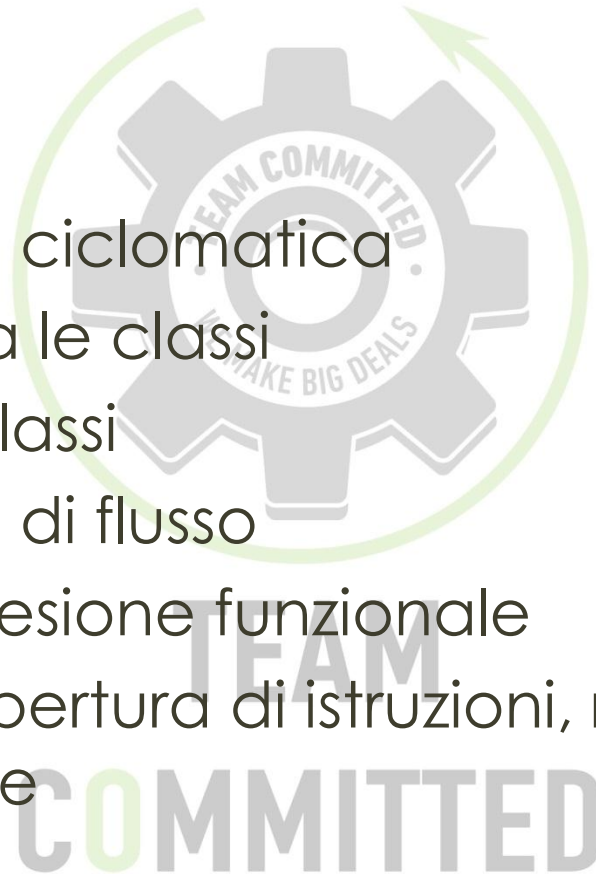 TEAM COMMITTED
ciclomatica
a le classi
WE MAKE BIG DEALS
lassi
di flusso
esione funzionale
TEAM
pertura di istruzioni,
e
COMMITTED